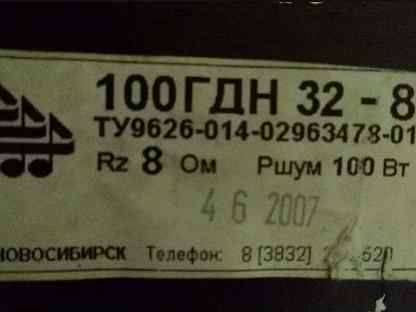 100ГДН 32 - 8
ТУ9626-014-02963478-01
Rz 8 Ом Ршум 100 Вт
4 6 2007
НОВОСИБИРСК Телефон: 8 [3832]